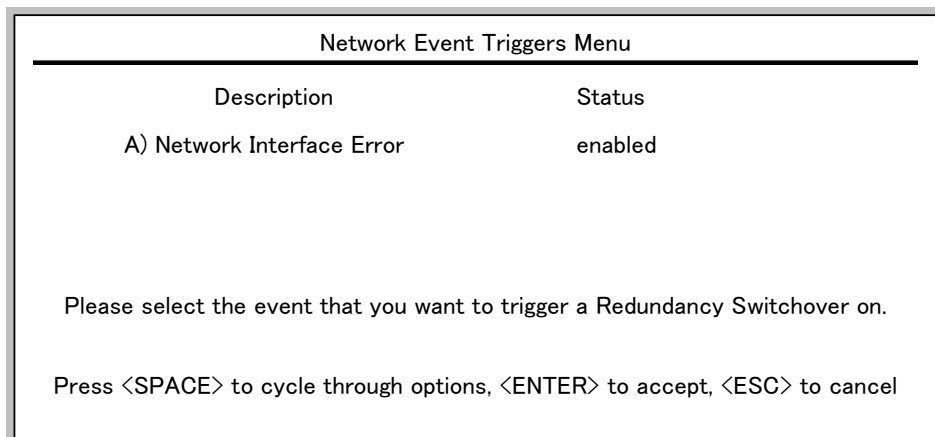 Network Event Triggers Menu
Description Status
A) Network Interface Error enabled
Please select the event that you want to trigger a Redundancy Switchover on.
Press <SPACE> to cycle through options, <ENTER> to accept, <ESC> to cancel